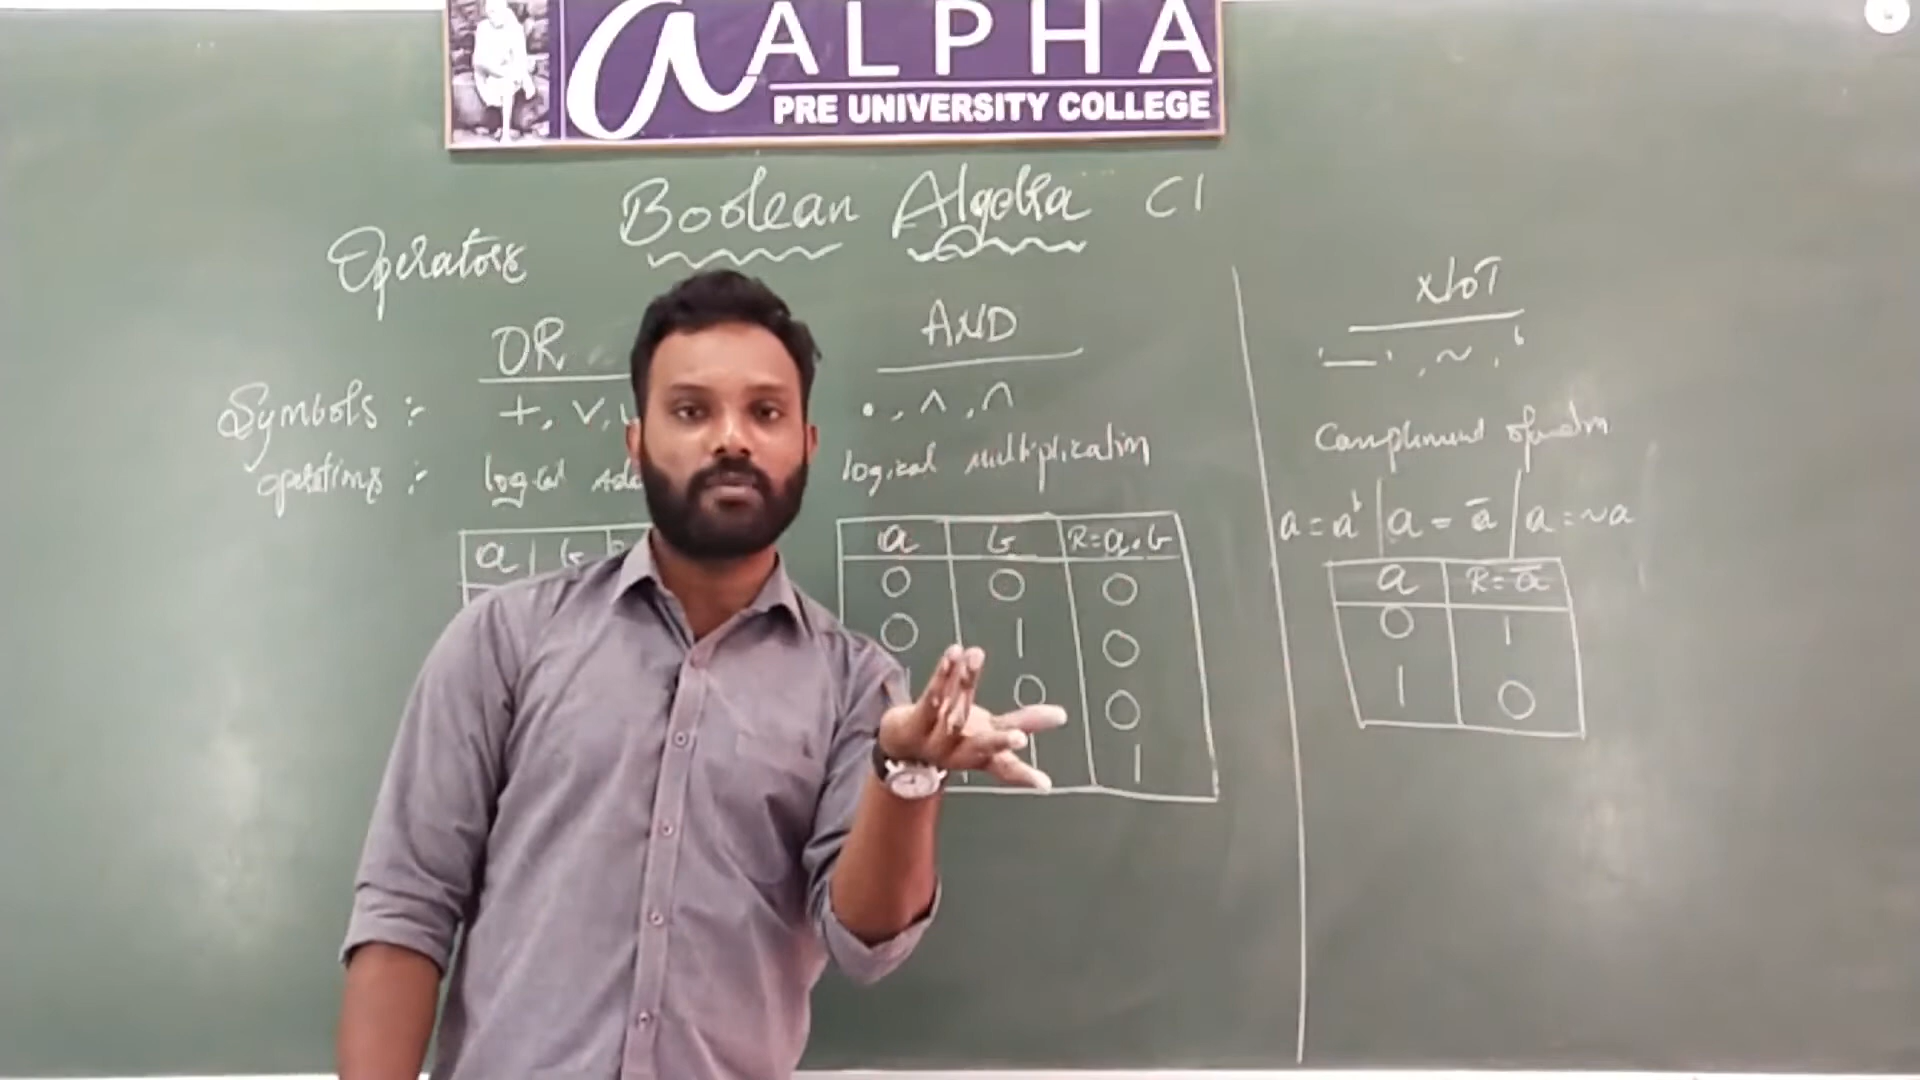 a ALPHA
PRE UNIVERSITY COLLEGE
Boolean Algebra C1
Operators
OR
AND
NOT
Symbols :- +, ∨,
•, ∧, ∩
'—', ~, '
operations :- logical
logical multiplication
Complement operation
a = a' | a = ā | a = ~a
a | b
a | b | R=a.b
0 | 0 | 0
0 | 1 | 0
0 | 0
1
a | R=ā
0 | 1
1 | 0